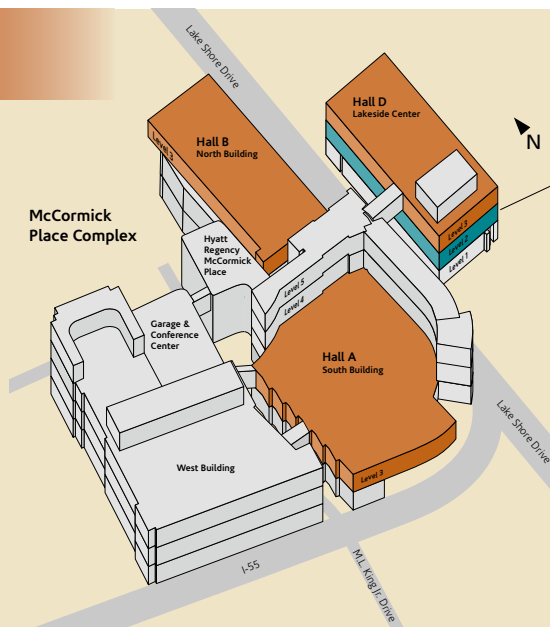 Lake Shore Drive
Hall D
Lakeside Center
N
Hall B
North Building
Level 3
McCormick
Place Complex
Hyatt
Regency
McCormick
Place
Level 3
Level 2
Level 1
Level 5
Level 4
Garage &
Conference
Center
Hall A
South Building
Lake Shore Drive
West Building
Level 3
I-55
M.L. King Jr. Drive